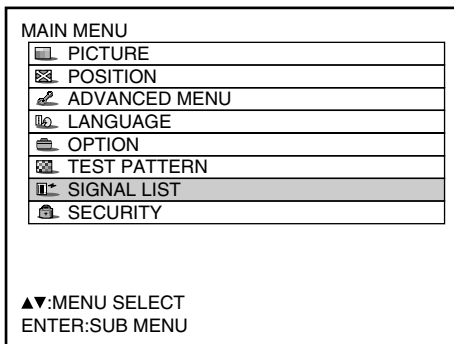 MAIN MENU
PICTURE
POSITION
ADVANCED MENU
LANGUAGE
OPTION
TEST PATTERN
SIGNAL LIST
SECURITY
▲▼:MENU SELECT
ENTER:SUB MENU